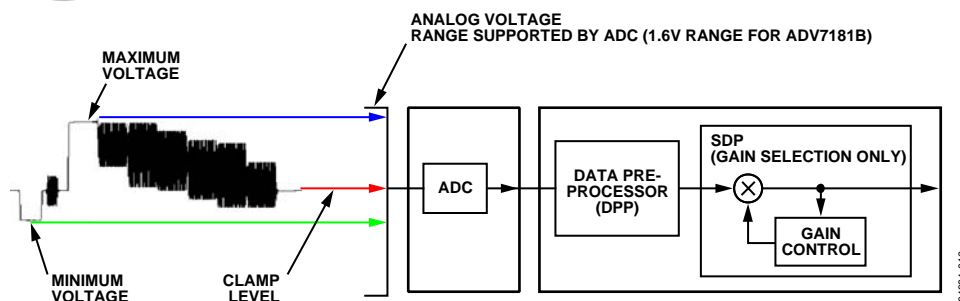 ANALOG VOLTAGE
RANGE SUPPORTED BY ADC (1.6V RANGE FOR ADV7181B)
MAXIMUM
VOLTAGE
SDP
(GAIN SELECTION ONLY)
ADC
DATA PRE-
PROCESSOR
(DPP)
GAIN
CONTROL
MINIMUM
VOLTAGE
CLAMP
LEVEL